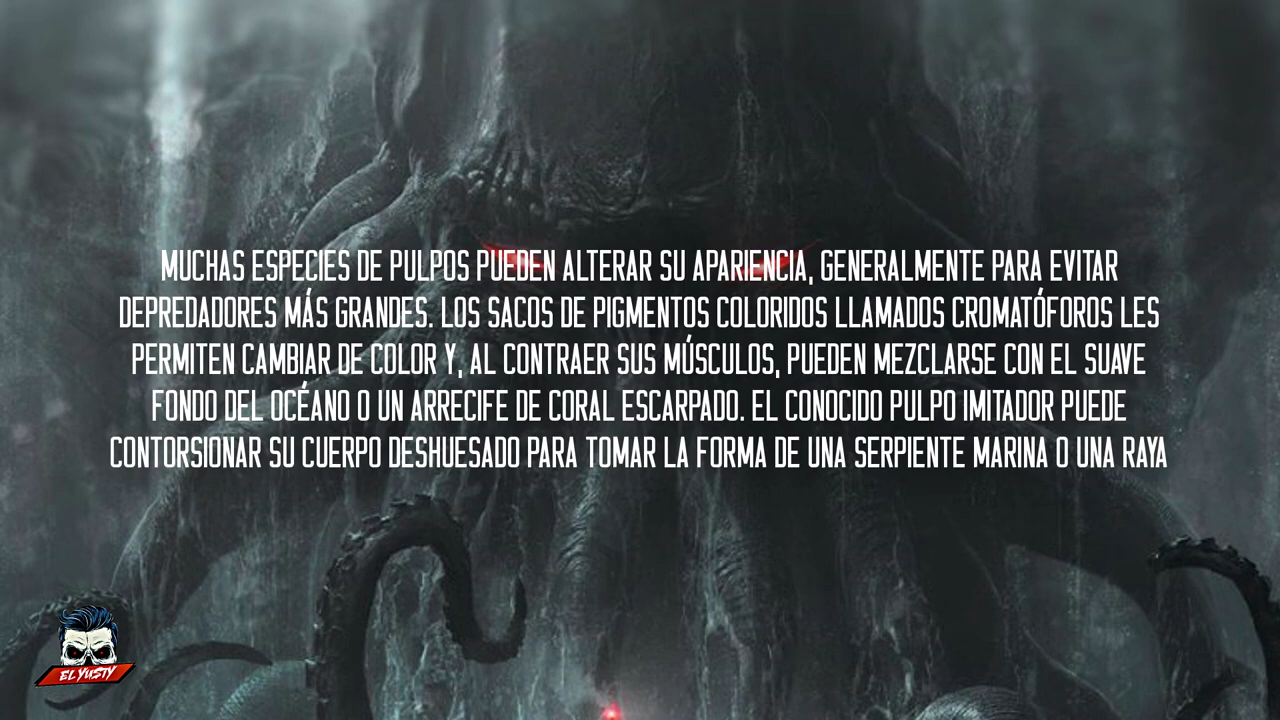 MUCHAS ESPECIES DE PULPOS PUEDEN ALTERAR SU APARIENCIA, GENERALMENTE PARA EVITAR
DEPREDADORES MÁS GRANDES. LOS SACOS DE PIGMENTOS COLORIDOS LLAMADOS CROMATÓFOROS LES
PERMITEN CAMBIAR DE COLOR Y, AL CONTRAER SUS MÚSCULOS, PUEDEN MEZCLARSE CON EL SUAVE
FONDO DEL OCÉANO O UN ARRECIFE DE CORAL ESCARPADO. EL CONOCIDO PULPO IMITADOR PUEDE
CONTORSIONAR SU CUERPO DESHUESADO PARA TOMAR LA FORMA DE UNA SERPIENTE MARINA O UNA RAYA
EL YUSTY